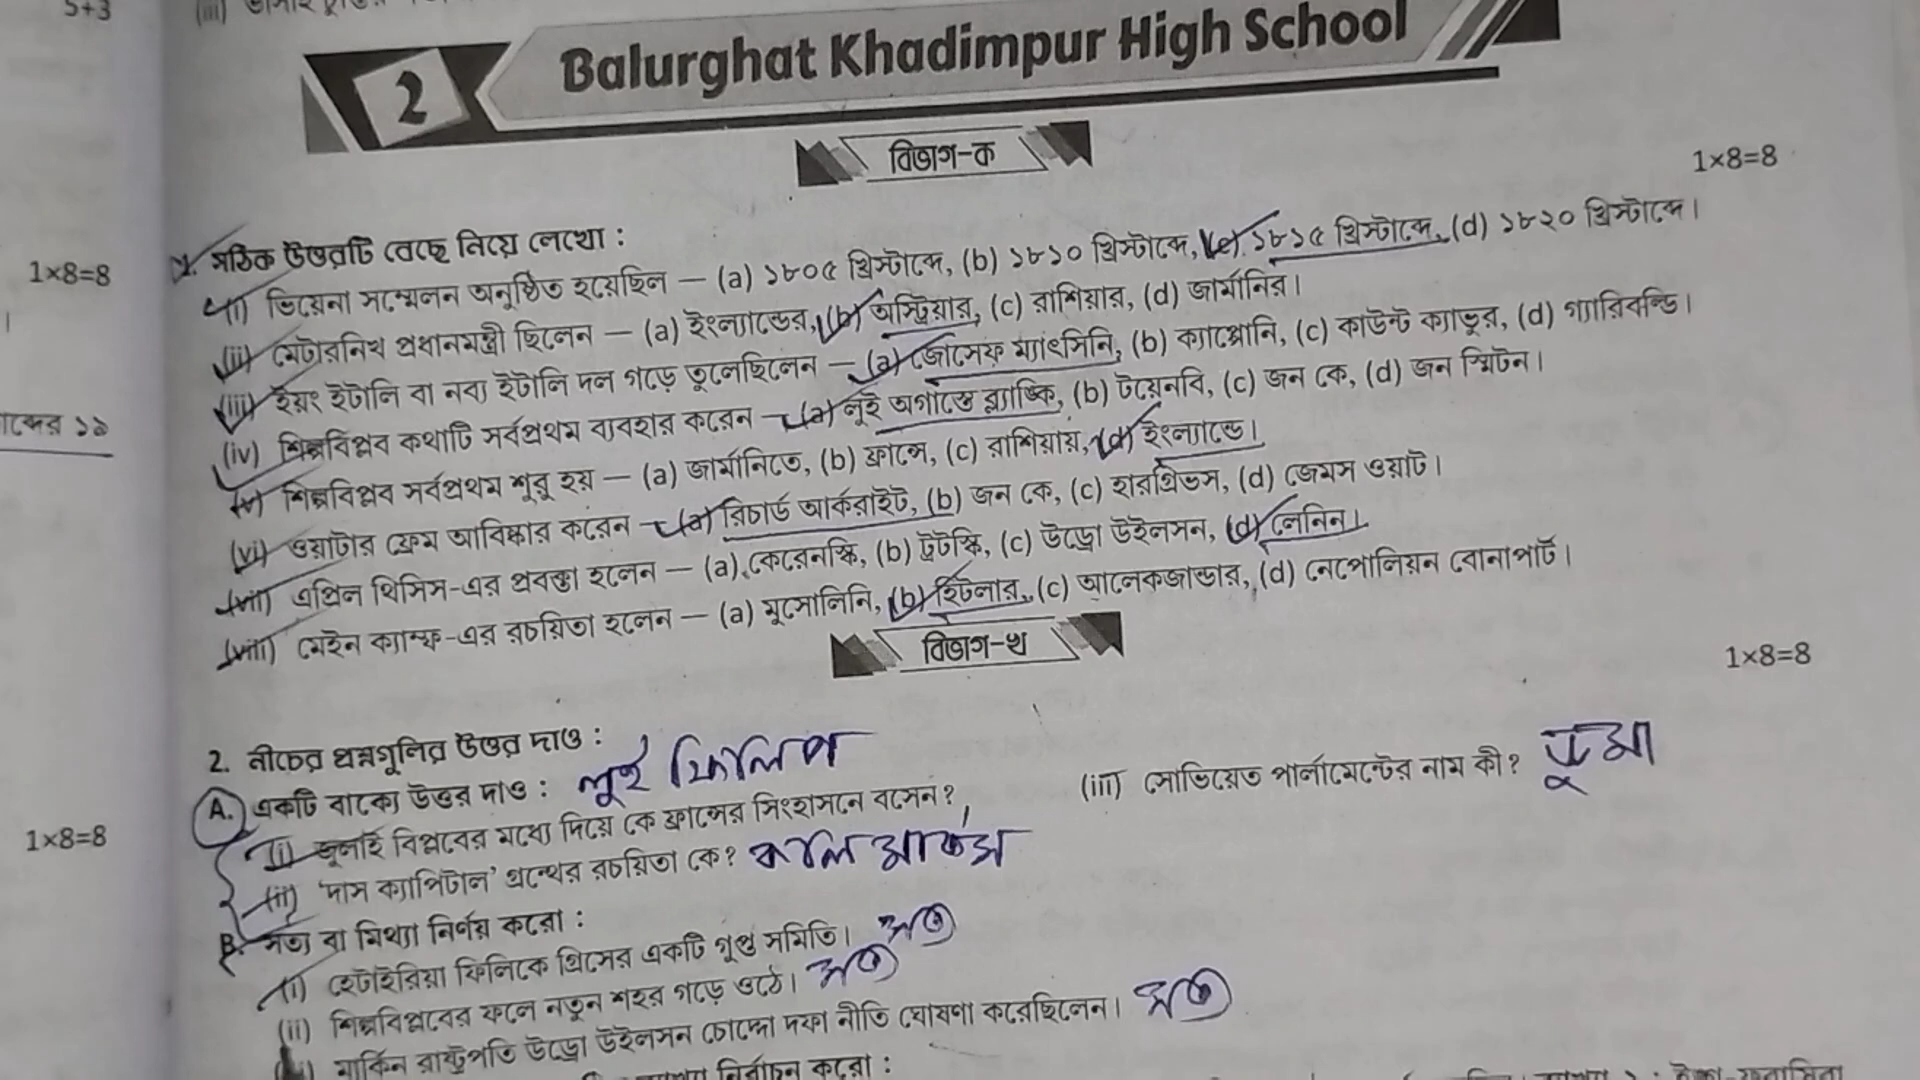 5+3
(iii)
2 Balurghat Khadimpur High School
বিভাগ-ক
1×8=8
1. সঠিক উত্তরটি বেছে নিয়ে লেখো :
1×8=8
(i) ভিয়েনা সম্মেলন অনুষ্ঠিত হয়েছিল — (a) ১৮০৫ খ্রিস্টাব্দে, (b) ১৮১০ খ্রিস্টাব্দে, (c) ১৮১৫ খ্রিস্টাব্দে, (d) ১৮২০ খ্রিস্টাব্দে।
(ii) মেটারনিখ প্রধানমন্ত্রী ছিলেন — (a) ইংল্যান্ডের, (b) অস্ট্রিয়ার, (c) রাশিয়ার, (d) জার্মানির।
(iii) ইয়ং ইটালি বা নব্য ইটালি দল গড়ে তুলেছিলেন — (a) জোসেফ ম্যাৎসিনি, (b) ক্যাপ্পোনি, (c) কাউন্ট ক্যাভুর, (d) গ্যারিবল্ডি।
(iv) শিল্পবিপ্লব কথাটি সর্বপ্রথম ব্যবহার করেন — (a) লুই অগাস্তে ব্ল্যাঙ্কি, (b) টয়েনবি, (c) জন কে, (d) জন স্মিটন।
(v) শিল্পবিপ্লব সর্বপ্রথম শুরু হয় — (a) জার্মানিতে, (b) ফ্রান্সে, (c) রাশিয়ায়, (d) ইংল্যান্ডে।
(vi) ওয়াটার ফ্রেম আবিষ্কার করেন — (a) রিচার্ড আর্করাইট, (b) জন কে, (c) হারগ্রিভস, (d) জেমস ওয়াট।
(vii) এপ্রিল থিসিস-এর প্রবক্তা হলেন — (a) কেরেনস্কি, (b) ট্রটস্কি, (c) উড্রো উইলসন, (d) লেনিন।
(viii) মেইন ক্যাম্ফ-এর রচয়িতা হলেন — (a) মুসোলিনি, (b) হিটলার, (c) আলেকজান্ডার, (d) নেপোলিয়ন বোনাপার্ট।
বিভাগ-খ
1×8=8
2. নীচের প্রশ্নগুলির উত্তর দাও :
A. একটি বাক্যে উত্তর দাও : লুই ফিলিপ
1×8=8
(i) জুলাই বিপ্লবের মধ্যে দিয়ে কে ফ্রান্সের সিংহাসনে বসেন?
(iii) সোভিয়েত পার্লামেন্টের নাম কী? ডুমা
(ii) 'দাস ক্যাপিটাল' গ্রন্থের রচয়িতা কে?
B. সত্য বা মিথ্যা নির্ণয় করো :
(i) হেটাইরিয়া ফিলিকে গ্রিসের একটি গুপ্ত সমিতি।
(ii) শিল্পবিপ্লবের ফলে নতুন শহর গড়ে ওঠে।
মার্কিন রাষ্ট্রপতি উড্রো উইলসন চোদ্দো দফা নীতি ঘোষণা করেছিলেন।
নির্বাচন করো :